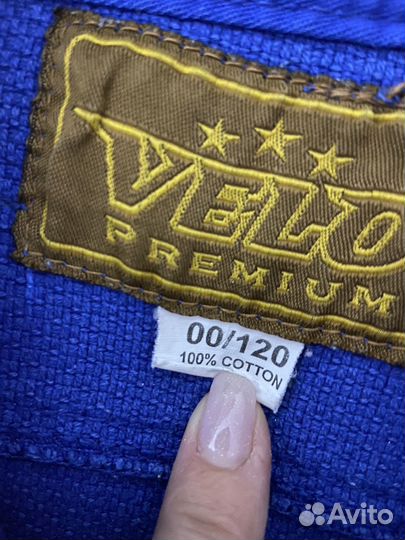 VELO
PREMIUM
00/120
100% COTTON
Avito